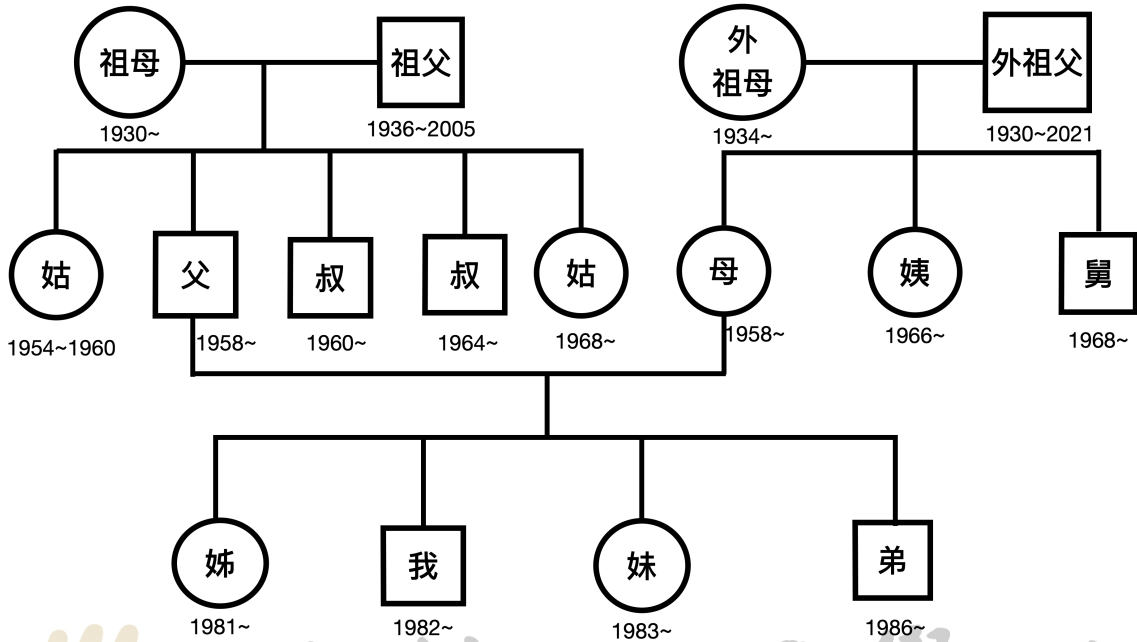 祖母
祖父
外
祖母
外祖父
1930~
1936~2005
1934~
1930~2021
姑
父
叔
叔
姑
母
姨
舅
1954~1960
1958~
1960~
1964~
1968~
1958~
1966~
1968~
姊
我
妹
弟
1981~
1982~
1983~
1986~